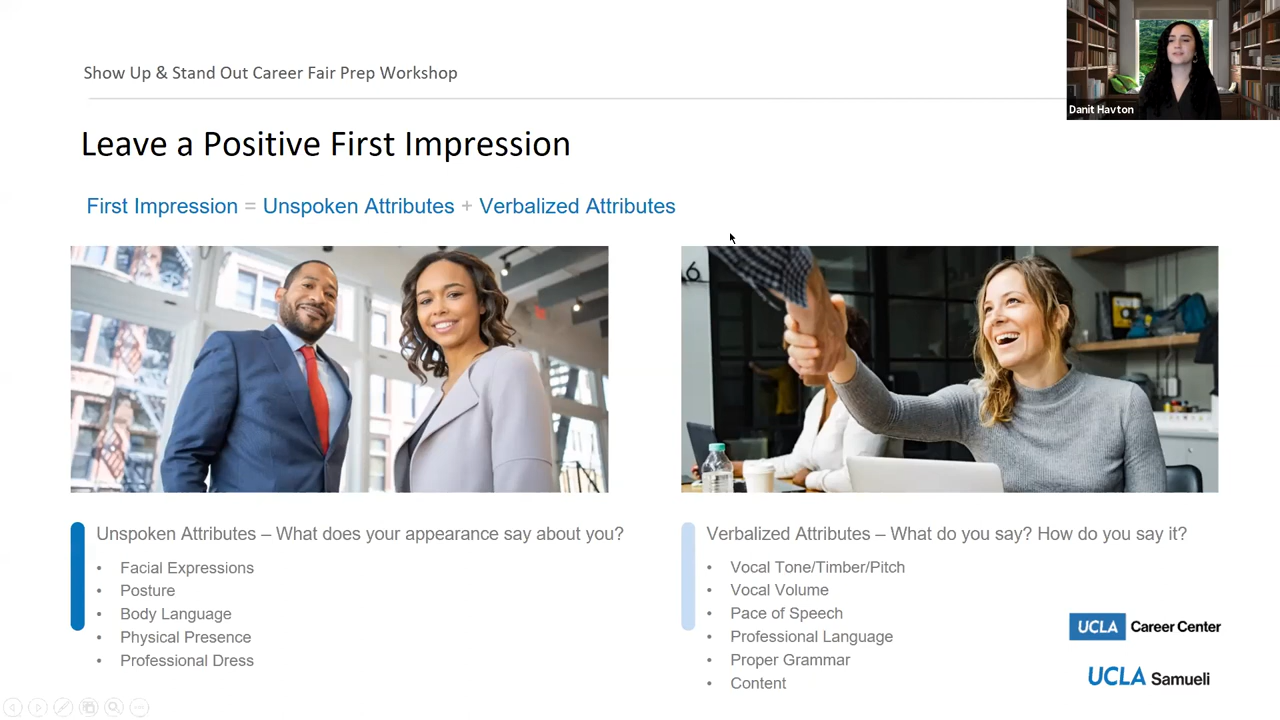 Show Up & Stand Out Career Fair Prep Workshop
Danit Havton
Leave a Positive First Impression
First Impression = Unspoken Attributes + Verbalized Attributes
6
Unspoken Attributes – What does your appearance say about you?
• Facial Expressions
• Posture
• Body Language
• Physical Presence
• Professional Dress
Verbalized Attributes – What do you say? How do you say it?
• Vocal Tone/Timber/Pitch
• Vocal Volume
• Pace of Speech
• Professional Language
• Proper Grammar
• Content
UCLA Career Center
UCLA Samueli